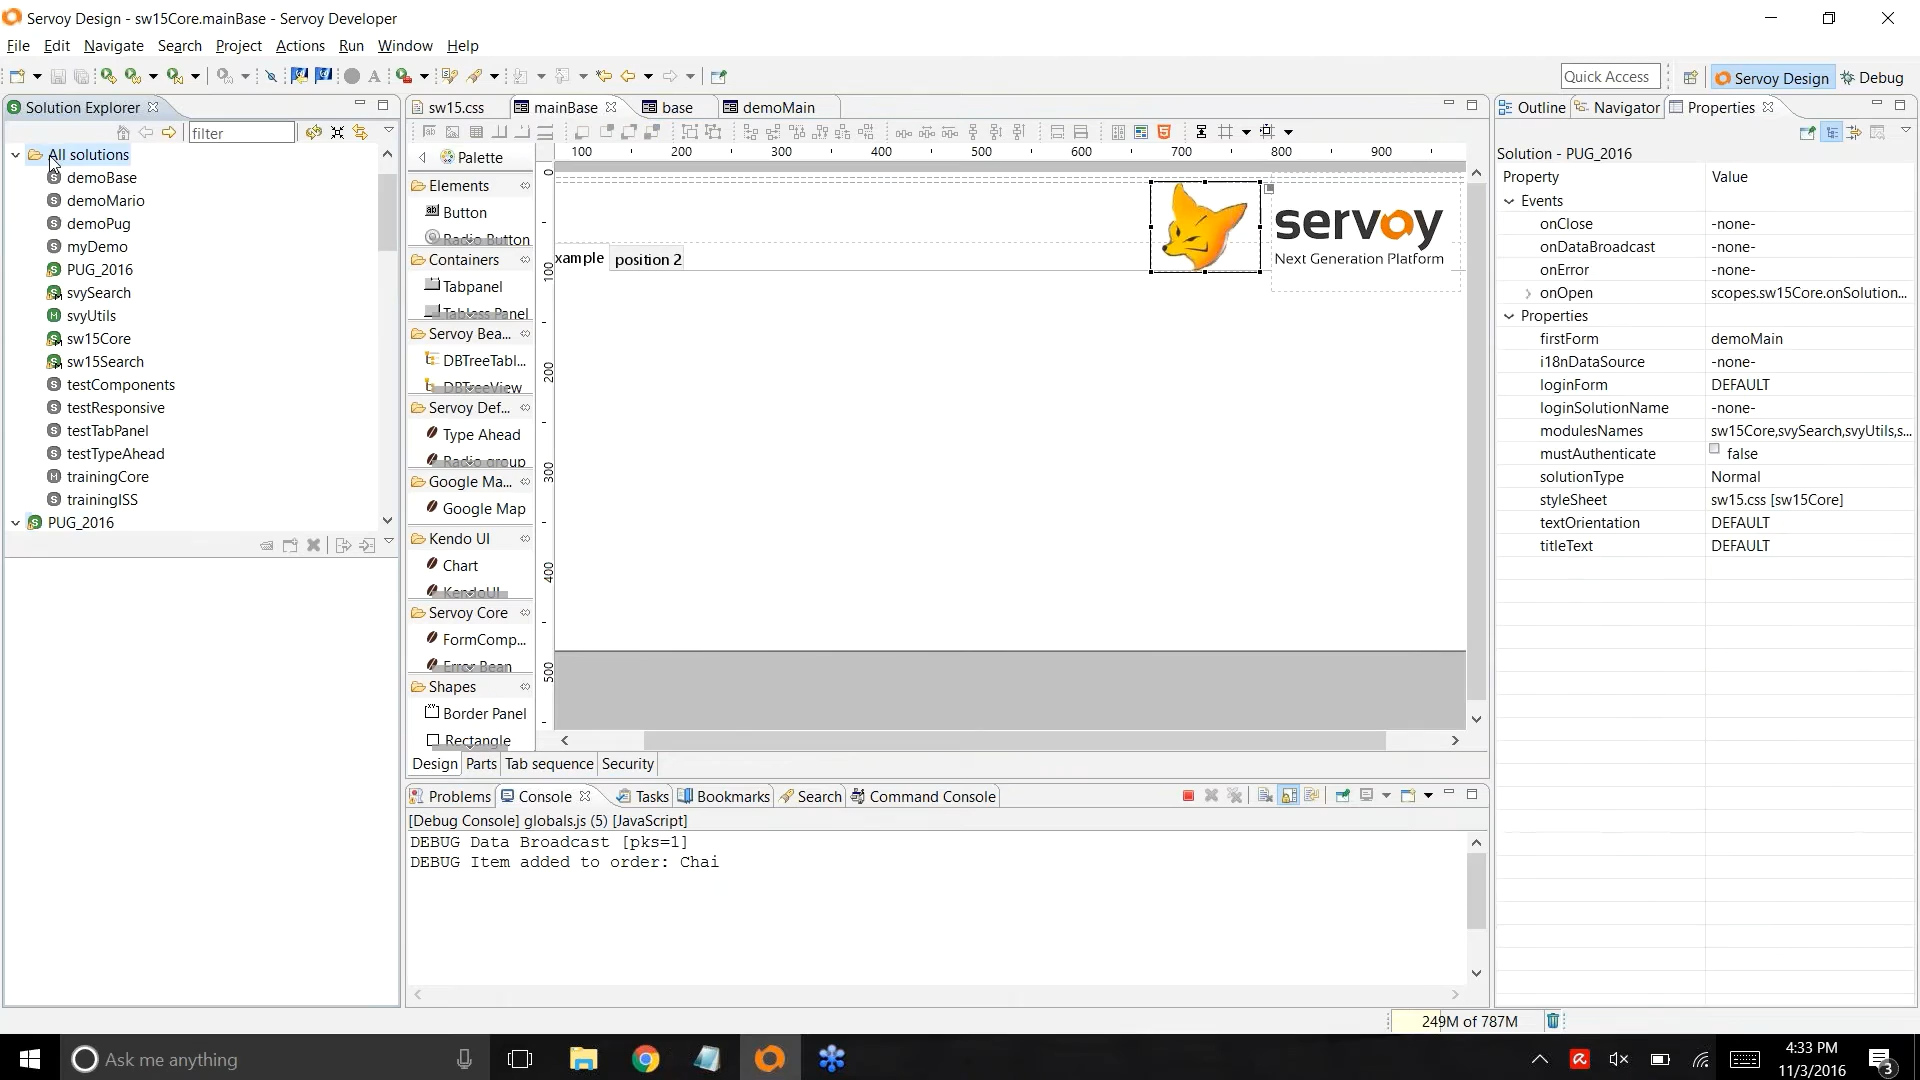 Servoy Design - sw15Core.mainBase - Servoy Developer
File Edit Navigate Search Project Actions Run Window Help
Quick Access
Servoy Design
Debug
Solution Explorer
filter
All solutions
demoBase
demoMario
demoPug
myDemo
PUG_2016
svySearch
svyUtils
sw15Core
sw15Search
testComponents
testResponsive
testTabPanel
testTypeAhead
trainingCore
trainingISS
PUG_2016
sw15.css
mainBase
base
demoMain
Palette
Elements
Button
Radio Button
Containers
Tabpanel
Tabless Panel
Servoy Bea...
DBTreeTabl...
DBTreeView
Servoy Def...
Type Ahead
Radio group
Google Ma...
Google Map
Kendo UI
Chart
KendoUI
Servoy Core
FormComp...
Error Bean
Shapes
Border Panel
Rectangle
100 200 300 400 500 600 700 800 900
0
100
200
300
400
500
xample
position 2
servoy
Next Generation Platform
Design Parts Tab sequence Security
Problems Console Tasks Bookmarks Search Command Console
[Debug Console] globals.js (5) [JavaScript]
DEBUG Data Broadcast [pks=1]
DEBUG Item added to order: Chai
Outline Navigator Properties
Solution - PUG_2016
Property Value
Events
onClose -none-
onDataBroadcast -none-
onError -none-
onOpen scopes.sw15Core.onSolution...
Properties
firstForm demoMain
i18nDataSource -none-
loginForm DEFAULT
loginSolutionName -none-
modulesNames sw15Core,svySearch,svyUtils,s...
mustAuthenticate false
solutionType Normal
styleSheet sw15.css [sw15Core]
textOrientation DEFAULT
titleText DEFAULT
249M of 787M
Ask me anything
4:33 PM
11/3/2016
3